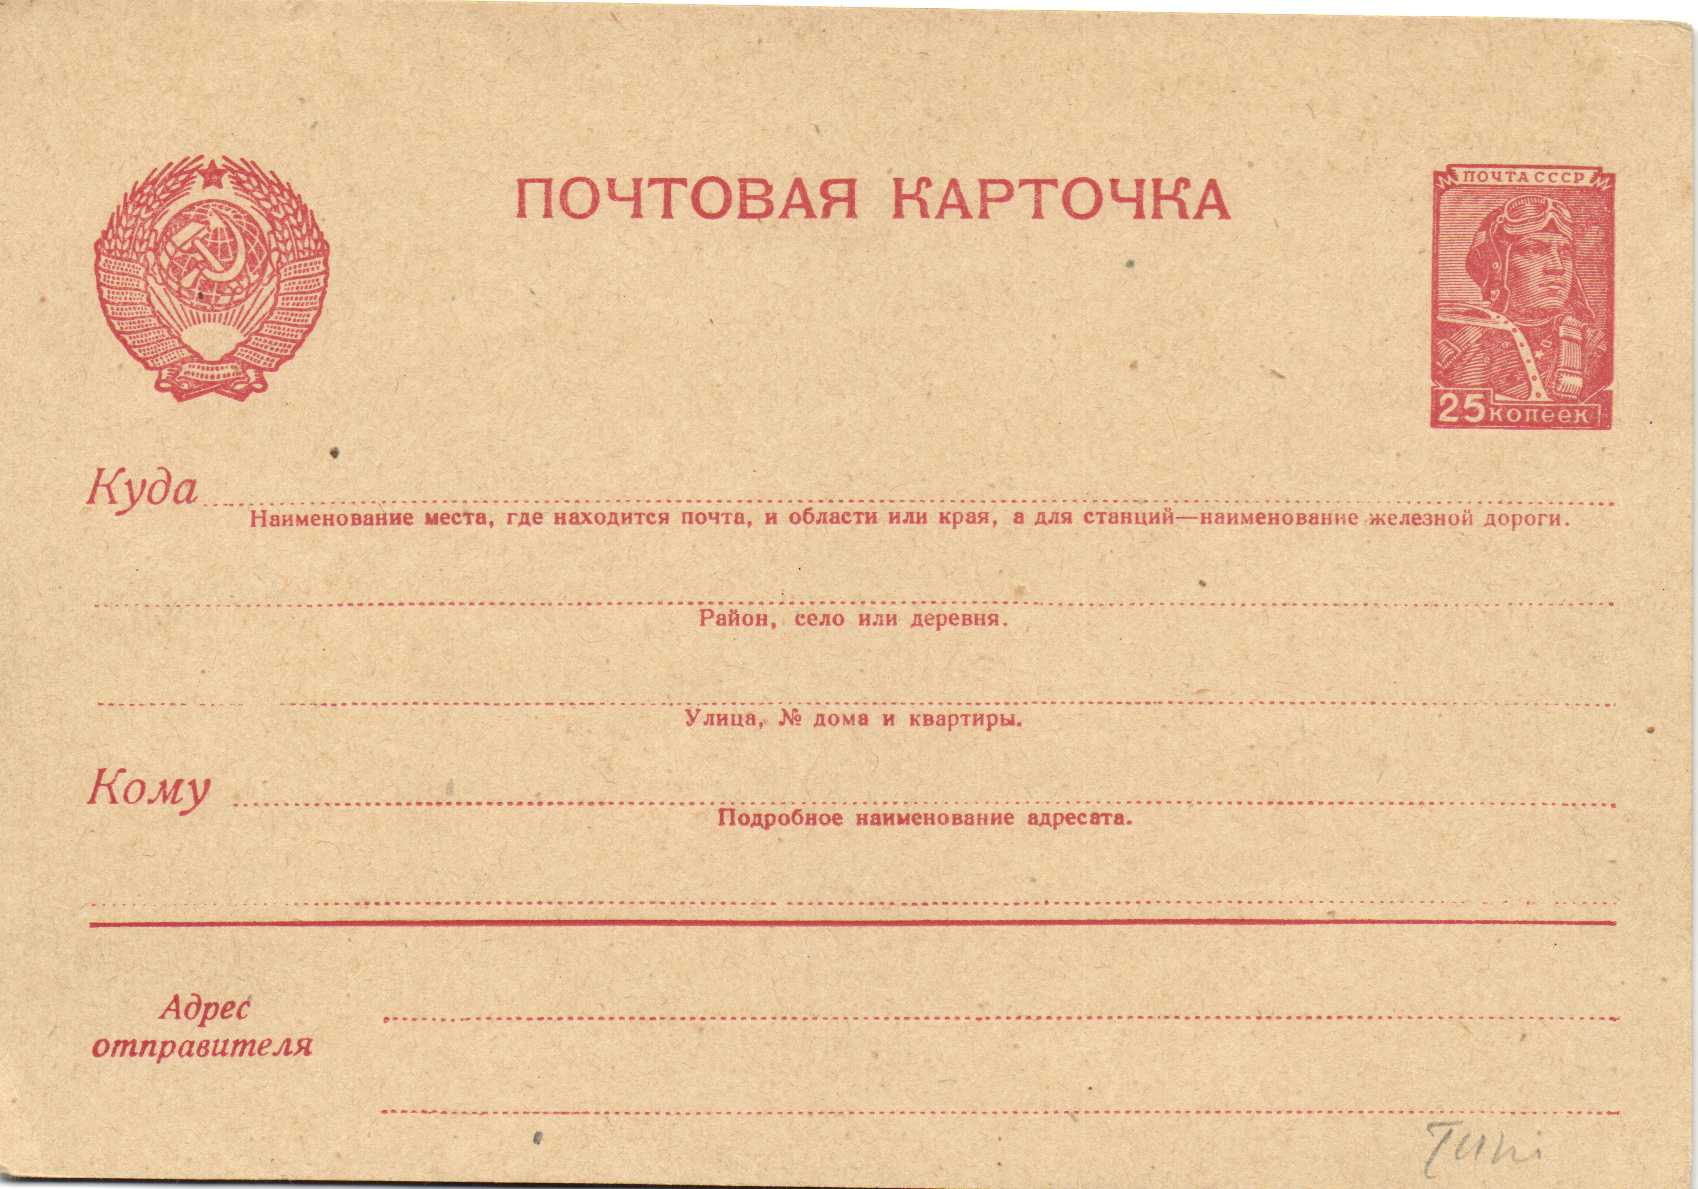 ПОЧТОВАЯ КАРТОЧКА
ПОЧТА СССР
25 КОПЕЕК
Куда
Наименование места, где находится почта, и области или края, а для станций—наименование железной дороги.
Район, село или деревня.
Улица, № дома и квартиры.
Кому
Подробное наименование адресата.
Адрес
отправителя